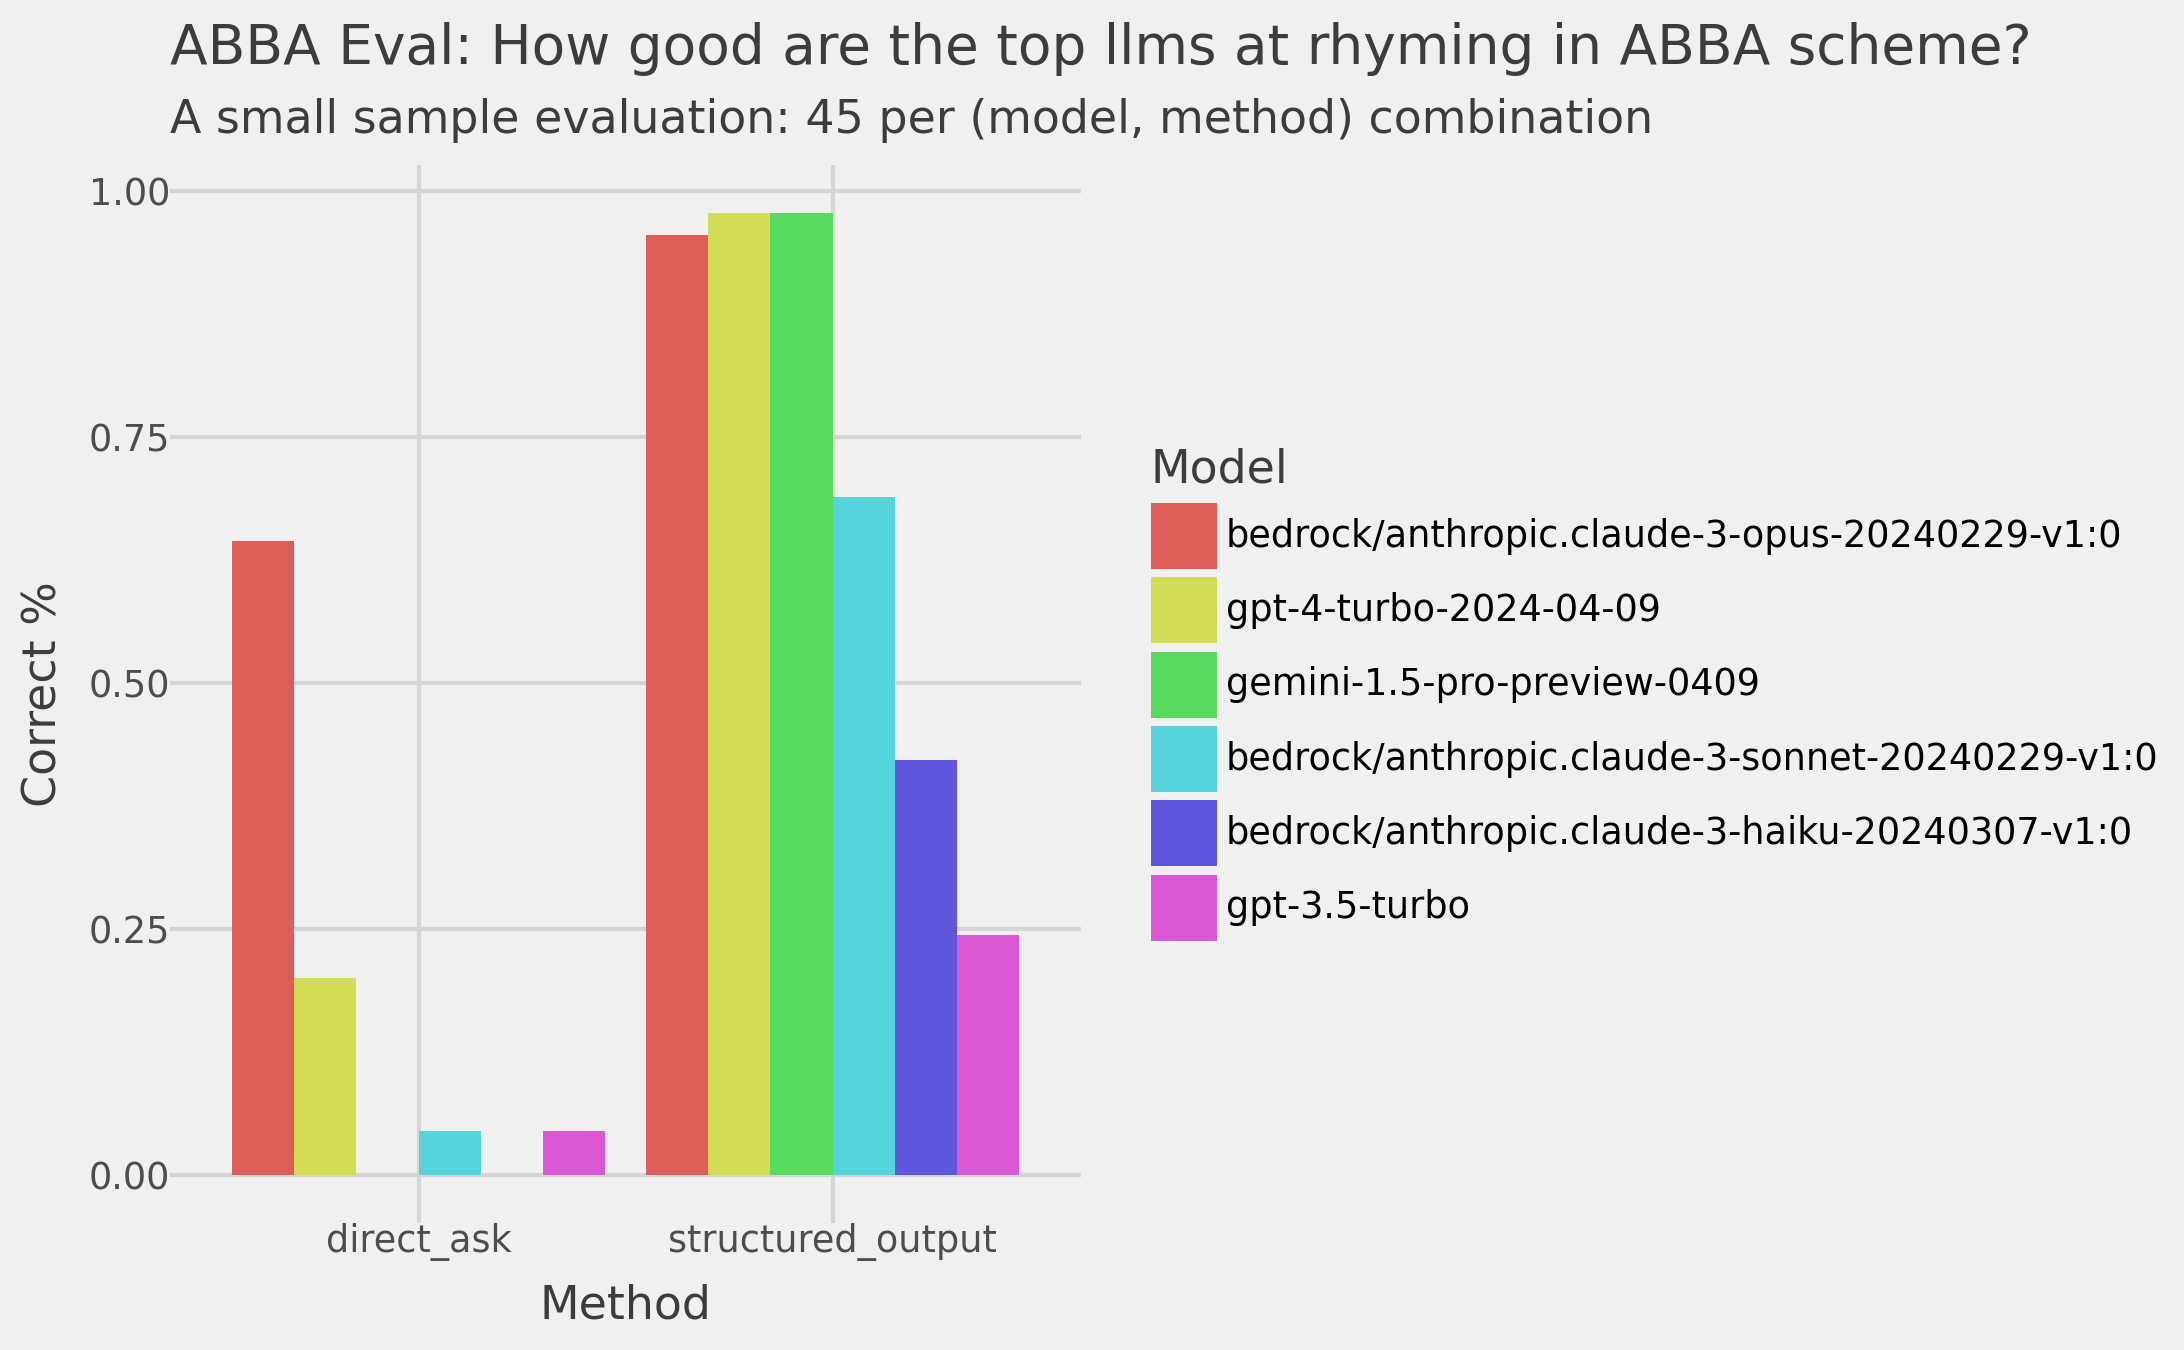 ABBA Eval: How good are the top llms at rhyming in ABBA scheme?
A small sample evaluation: 45 per (model, method) combination
1.00
0.75
0.50
0.25
0.00
Correct %
direct_ask
structured_output
Method
Model
bedrock/anthropic.claude-3-opus-20240229-v1:0
gpt-4-turbo-2024-04-09
gemini-1.5-pro-preview-0409
bedrock/anthropic.claude-3-sonnet-20240229-v1:0
bedrock/anthropic.claude-3-haiku-20240307-v1:0
gpt-3.5-turbo